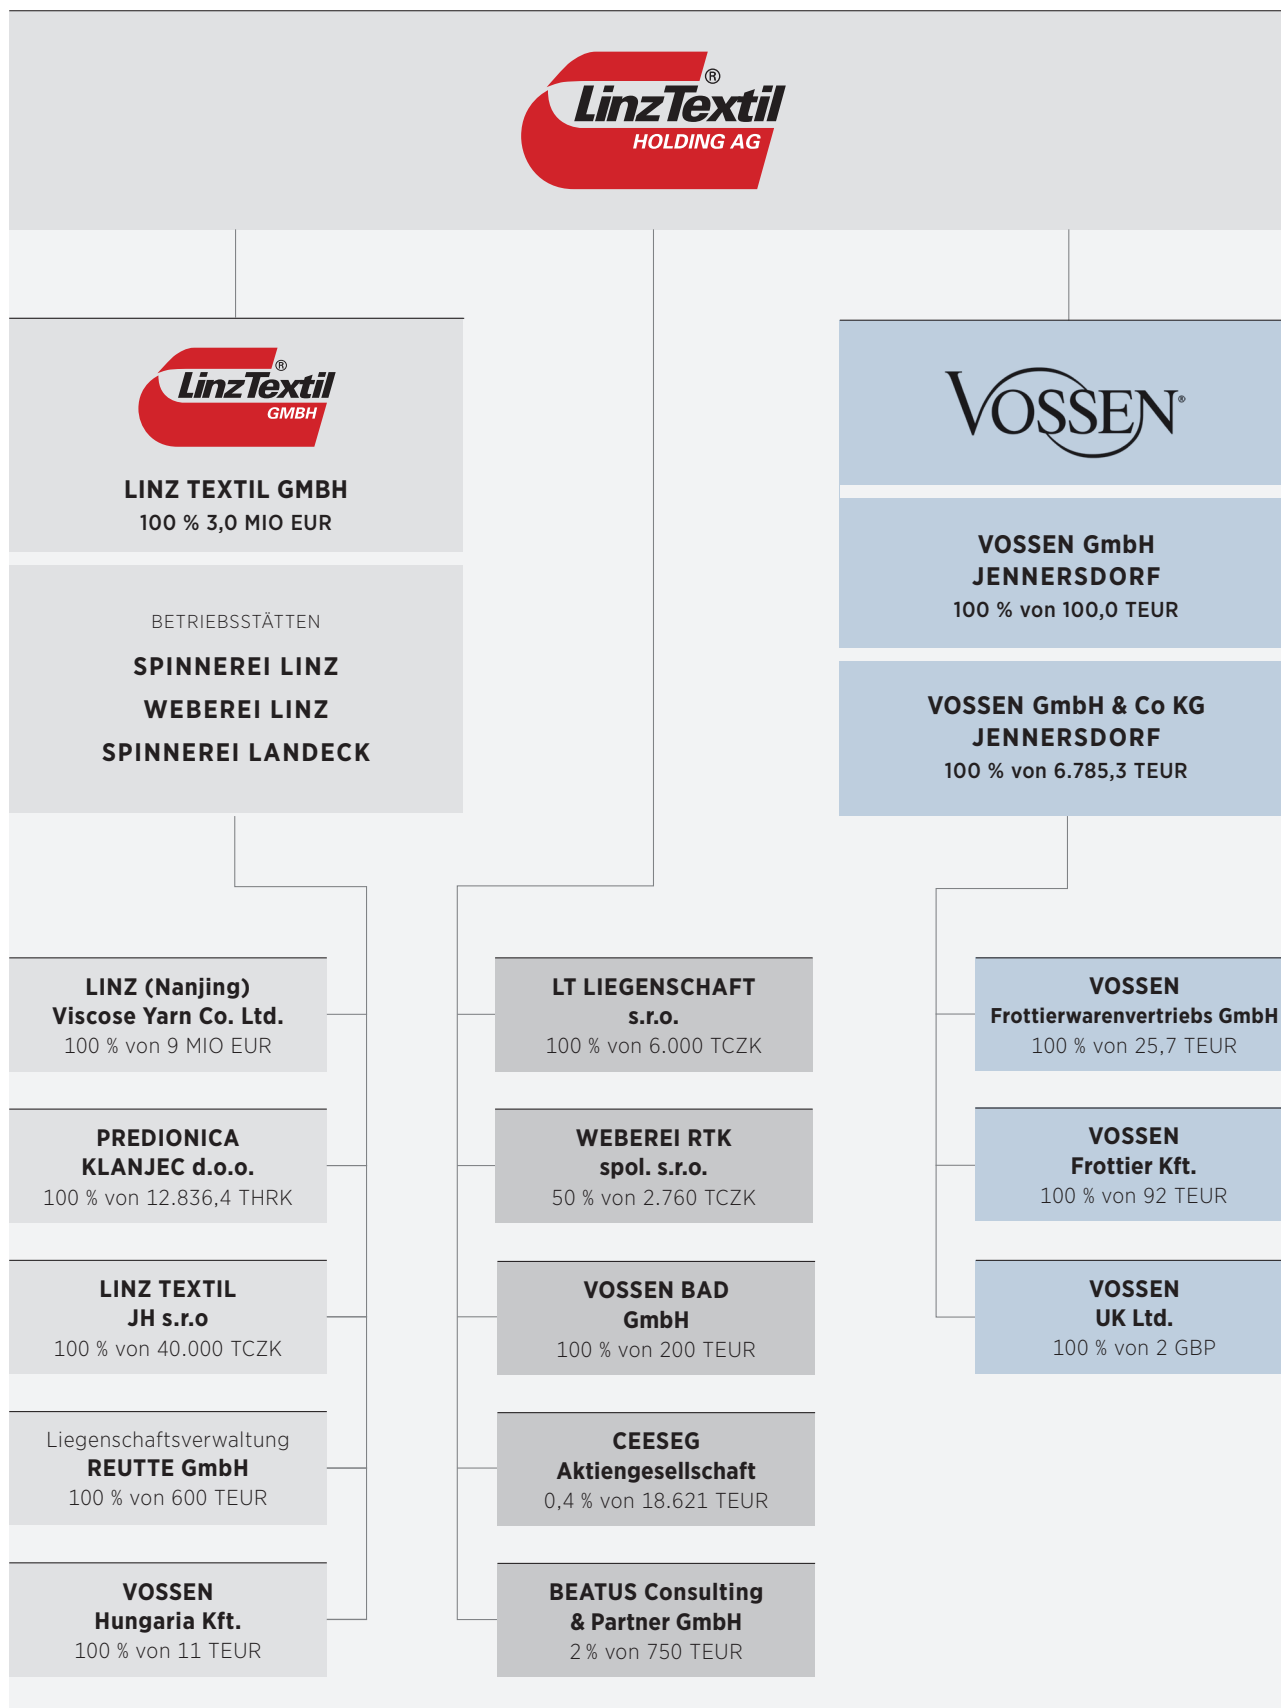 LinzTextil®
HOLDING AG
LinzTextil®
GMBH
LINZ TEXTIL GMBH
100 % 3,0 MIO EUR
BETRIEBSSTÄTTEN
SPINNEREI LINZ
WEBEREI LINZ
SPINNEREI LANDECK
VOSSEN®
VOSSEN GmbH
JENNERSDORF
100 % von 100,0 TEUR
VOSSEN GmbH & Co KG
JENNERSDORF
100 % von 6.785,3 TEUR
LINZ (Nanjing)
Viscose Yarn Co. Ltd.
100 % von 9 MIO EUR
PREDIONICA
KLANJEC d.o.o.
100 % von 12.836,4 THRK
LINZ TEXTIL
JH s.r.o
100 % von 40.000 TCZK
Liegenschaftsverwaltung
REUTTE GmbH
100 % von 600 TEUR
VOSSEN
Hungaria Kft.
100 % von 11 TEUR
LT LIEGENSCHAFT
s.r.o.
100 % von 6.000 TCZK
WEBEREI RTK
spol. s.r.o.
50 % von 2.760 TCZK
VOSSEN BAD
GmbH
100 % von 200 TEUR
CEESEG
Aktiengesellschaft
0,4 % von 18.621 TEUR
BEATUS Consulting
& Partner GmbH
2 % von 750 TEUR
VOSSEN
Frottierwarenvertriebs GmbH
100 % von 25,7 TEUR
VOSSEN
Frottier Kft.
100 % von 92 TEUR
VOSSEN
UK Ltd.
100 % von 2 GBP